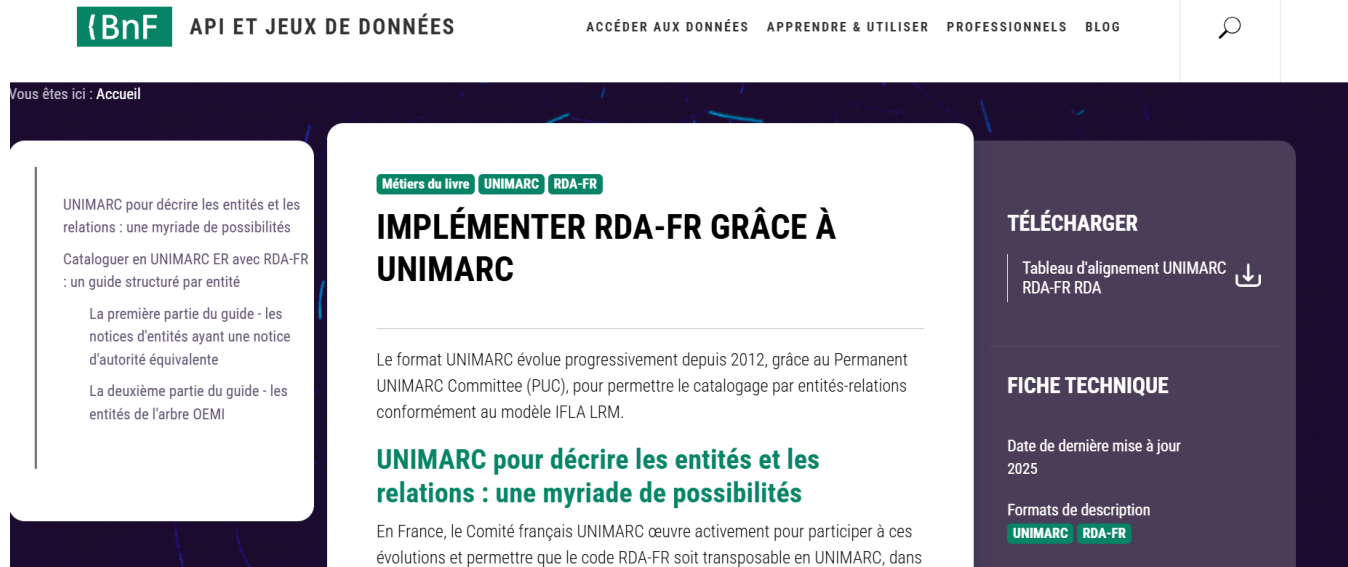 {BnF API ET JEUX DE DONNÉES
ACCÉDER AUX DONNÉES APPRENDRE & UTILISER PROFESSIONNELS BLOG
Vous êtes ici : Accueil
UNIMARC pour décrire les entités et les
relations : une myriade de possibilités
Cataloguer en UNIMARC ER avec RDA-FR
: un guide structuré par entité
La première partie du guide - les
notices d'entités ayant une notice
d'autorité équivalente
La deuxième partie du guide - les
entités de l'arbre OEMI
Métiers du livre UNIMARC RDA-FR
IMPLÉMENTER RDA-FR GRÂCE À
UNIMARC
Le format UNIMARC évolue progressivement depuis 2012, grâce au Permanent
UNIMARC Committee (PUC), pour permettre le catalogage par entités-relations
conformément au modèle IFLA LRM.
UNIMARC pour décrire les entités et les
relations : une myriade de possibilités
En France, le Comité français UNIMARC œuvre activement pour participer à ces
évolutions et permettre que le code RDA-FR soit transposable en UNIMARC, dans
TÉLÉCHARGER
Tableau d'alignement UNIMARC
RDA-FR RDA
FICHE TECHNIQUE
Date de dernière mise à jour
2025
Formats de description
UNIMARC RDA-FR